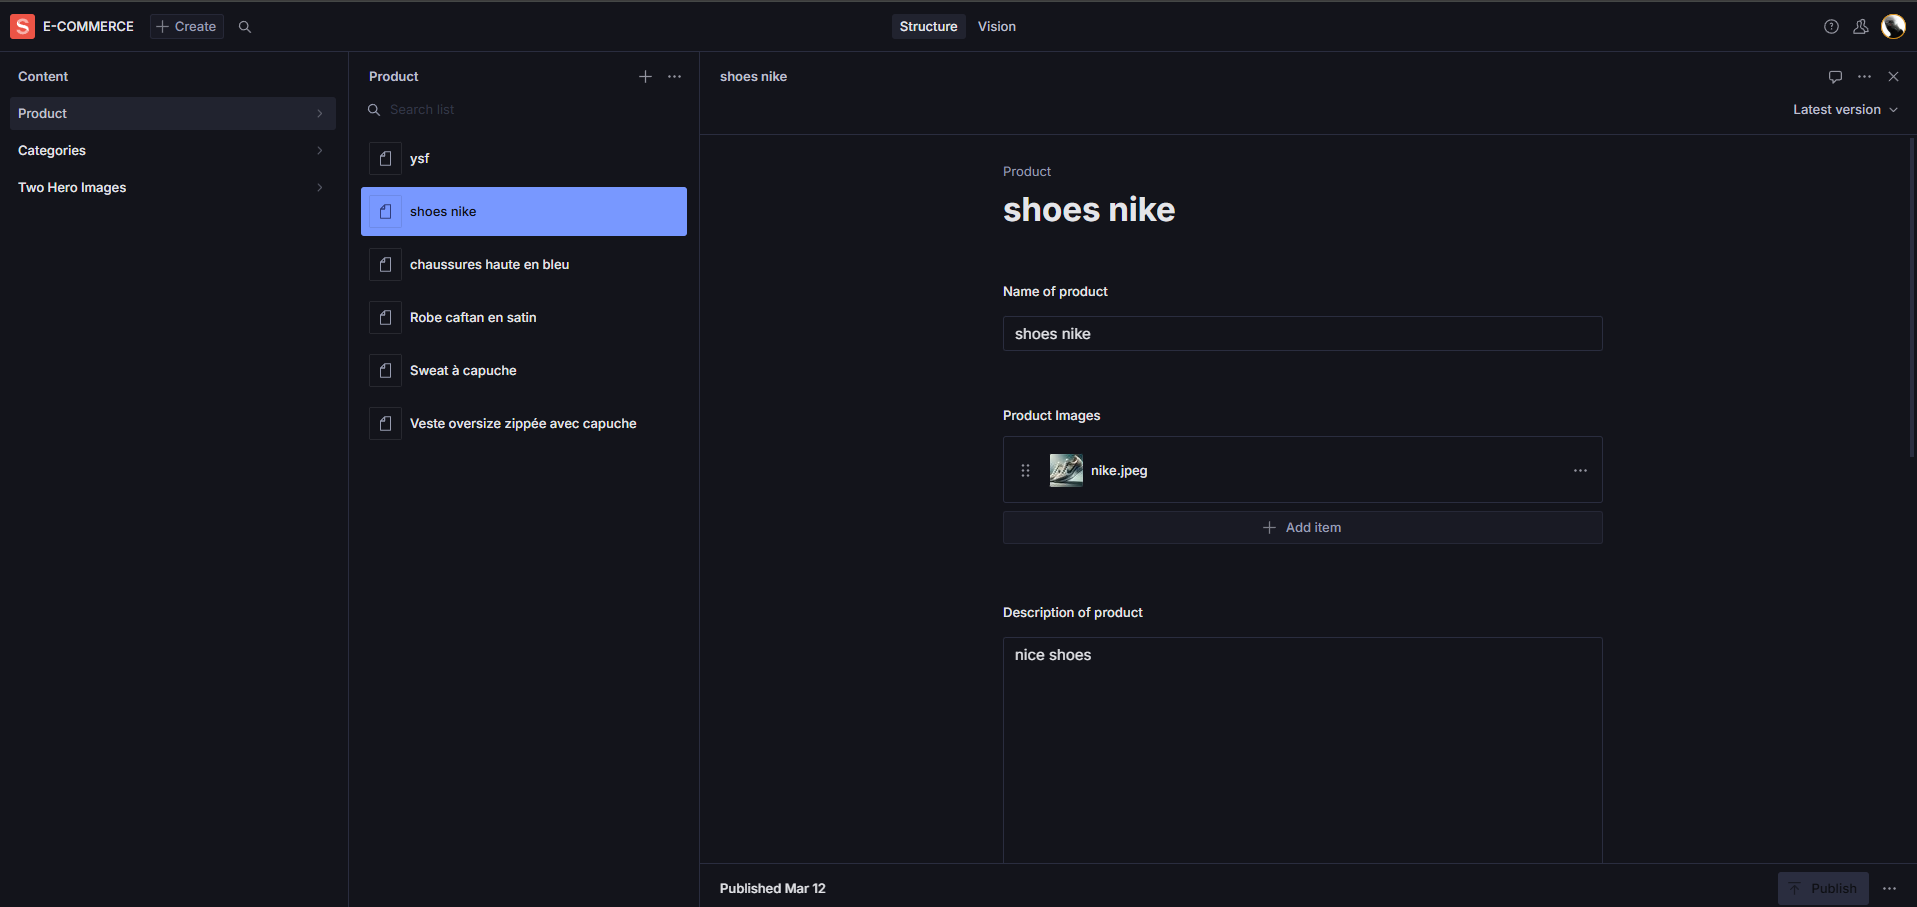 S E-COMMERCE Create
Structure Vision
Content
Product
Categories
Two Hero Images
Product
Search list
ysf
shoes nike
chaussures haute en bleu
Robe caftan en satin
Sweat à capuche
Veste oversize zippée avec capuche
shoes nike
Latest version
Product
shoes nike
Name of product
shoes nike
Product Images
nike.jpeg
Add item
Description of product
nice shoes
Published Mar 12
Publish